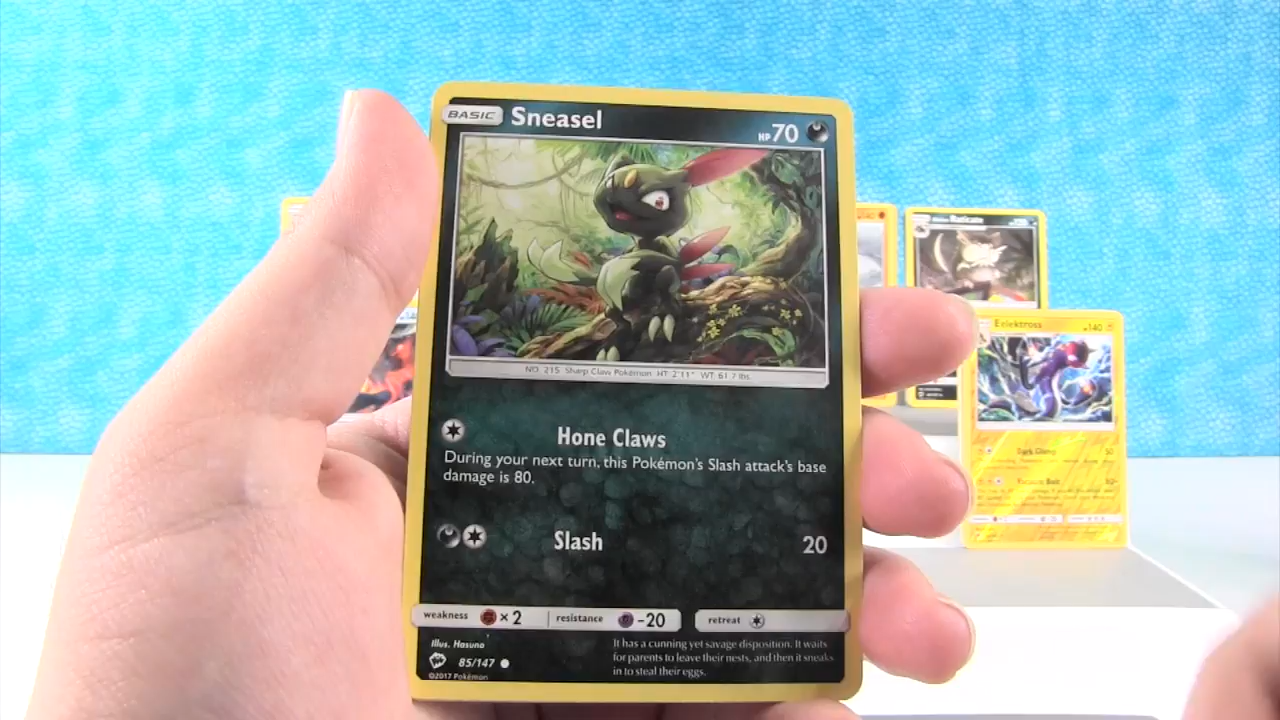 BASIC Sneasel HP70
NO. 215 Sharp Claw Pokémon HT: 2'11" WT: 61.7 lbs.
Hone Claws
During your next turn, this Pokémon's Slash attack's base
damage is 80.
Slash 20
weakness ×2 resistance -20 retreat
Illus. Hasuno
85/147
©2017 Pokémon
It has a cunning yet savage disposition. It waits
for parents to leave their nests, and then it sneaks
in to steal their eggs.
Raticate
Eelektross 140
50